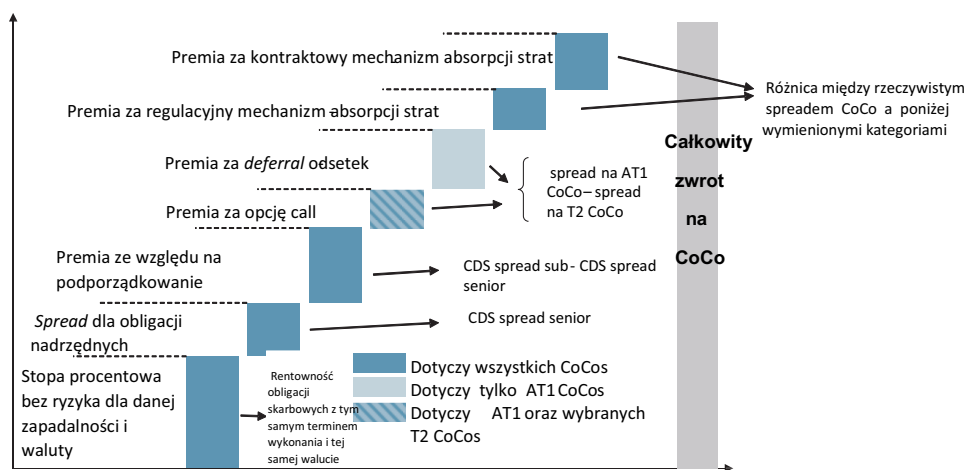 Premia za kontraktowy mechanizm absorpcji strat
Różnica między rzeczywistym
spreadem CoCo a poniżej
wymienionymi kategoriami
Premia za regulacyjny mechanizm absorpcji strat
Całkowity
zwrot
na
CoCo
Premia za deferral odsetek
spread na AT1
CoCo – spread
na T2 CoCo
Premia za opcję call
Premia ze względu na
podporządkowanie
CDS spread sub - CDS spread
senior
Spread dla obligacji
nadrzędnych
CDS spread senior
Stopa procentowa
bez ryzyka dla danej
zapadalności i
waluty
Rentowność
obligacji
skarbowych z tym
samym terminem
wykonania i tej
samej walucie
Dotyczy wszystkich CoCos
Dotyczy tylko AT1 CoCos
Dotyczy AT1 oraz wybranych
T2 CoCos